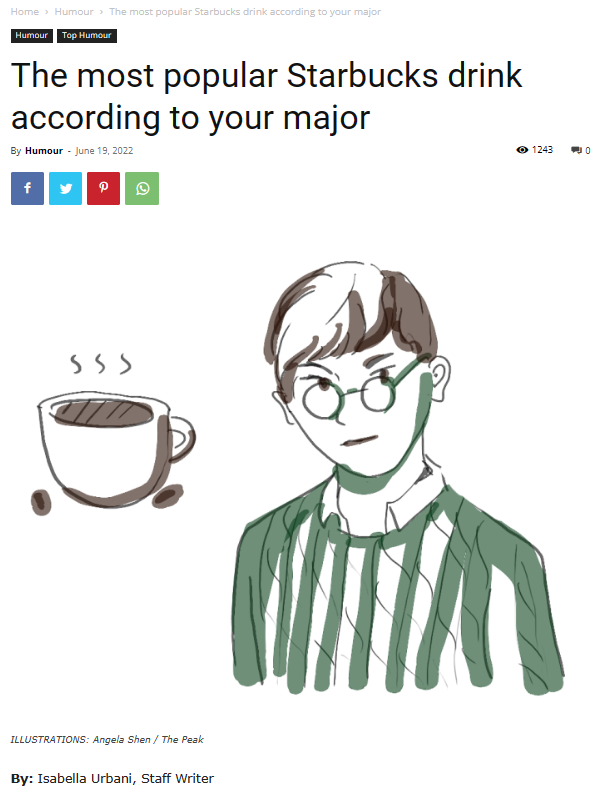 Home > Humour > The most popular Starbucks drink according to your major
Humour Top Humour
The most popular Starbucks drink
according to your major
By Humour - June 19, 2022 1243 0
ILLUSTRATIONS: Angela Shen / The Peak
By: Isabella Urbani, Staff Writer